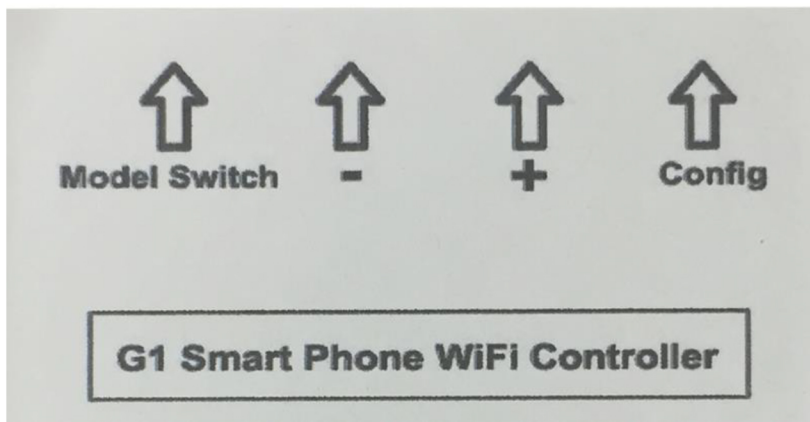 Model Switch - + Config
G1 Smart Phone WiFi Controller